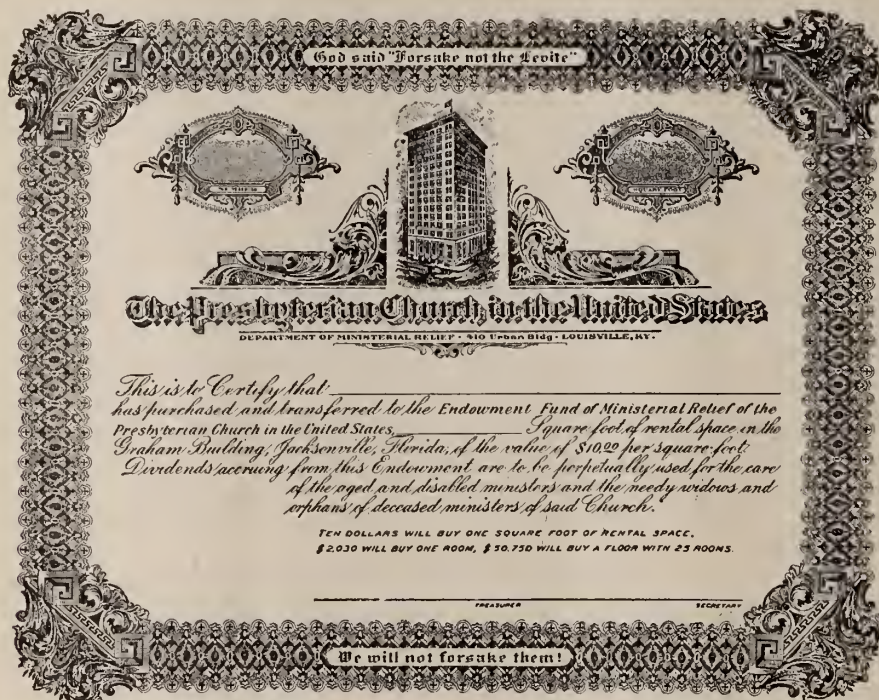 God said "Forsake not the Levite"
SQUARE FOOT
The Presbyterian Church in the United States
DEPARTMENT OF MINISTERIAL RELIEF · 410 Urban Bldg · LOUISVILLE, KY.
This is to Certify that
has purchased and transferred to the Endowment Fund of Ministerial Relief of the
Presbyterian Church in the United States, Square foot of rental space in the
Graham Building, Jacksonville, Florida, of the value of $10.00 per square foot.
Dividends accruing from this Endowment are to be perpetually used for the care
of the aged and disabled ministers and the needy widows and
orphans of deceased ministers of said Church.
TEN DOLLARS WILL BUY ONE SQUARE FOOT OF RENTAL SPACE,
$2,030 WILL BUY ONE ROOM, $50,750 WILL BUY A FLOOR WITH 25 ROOMS.
TREASURER SECRETARY
We will not forsake them!